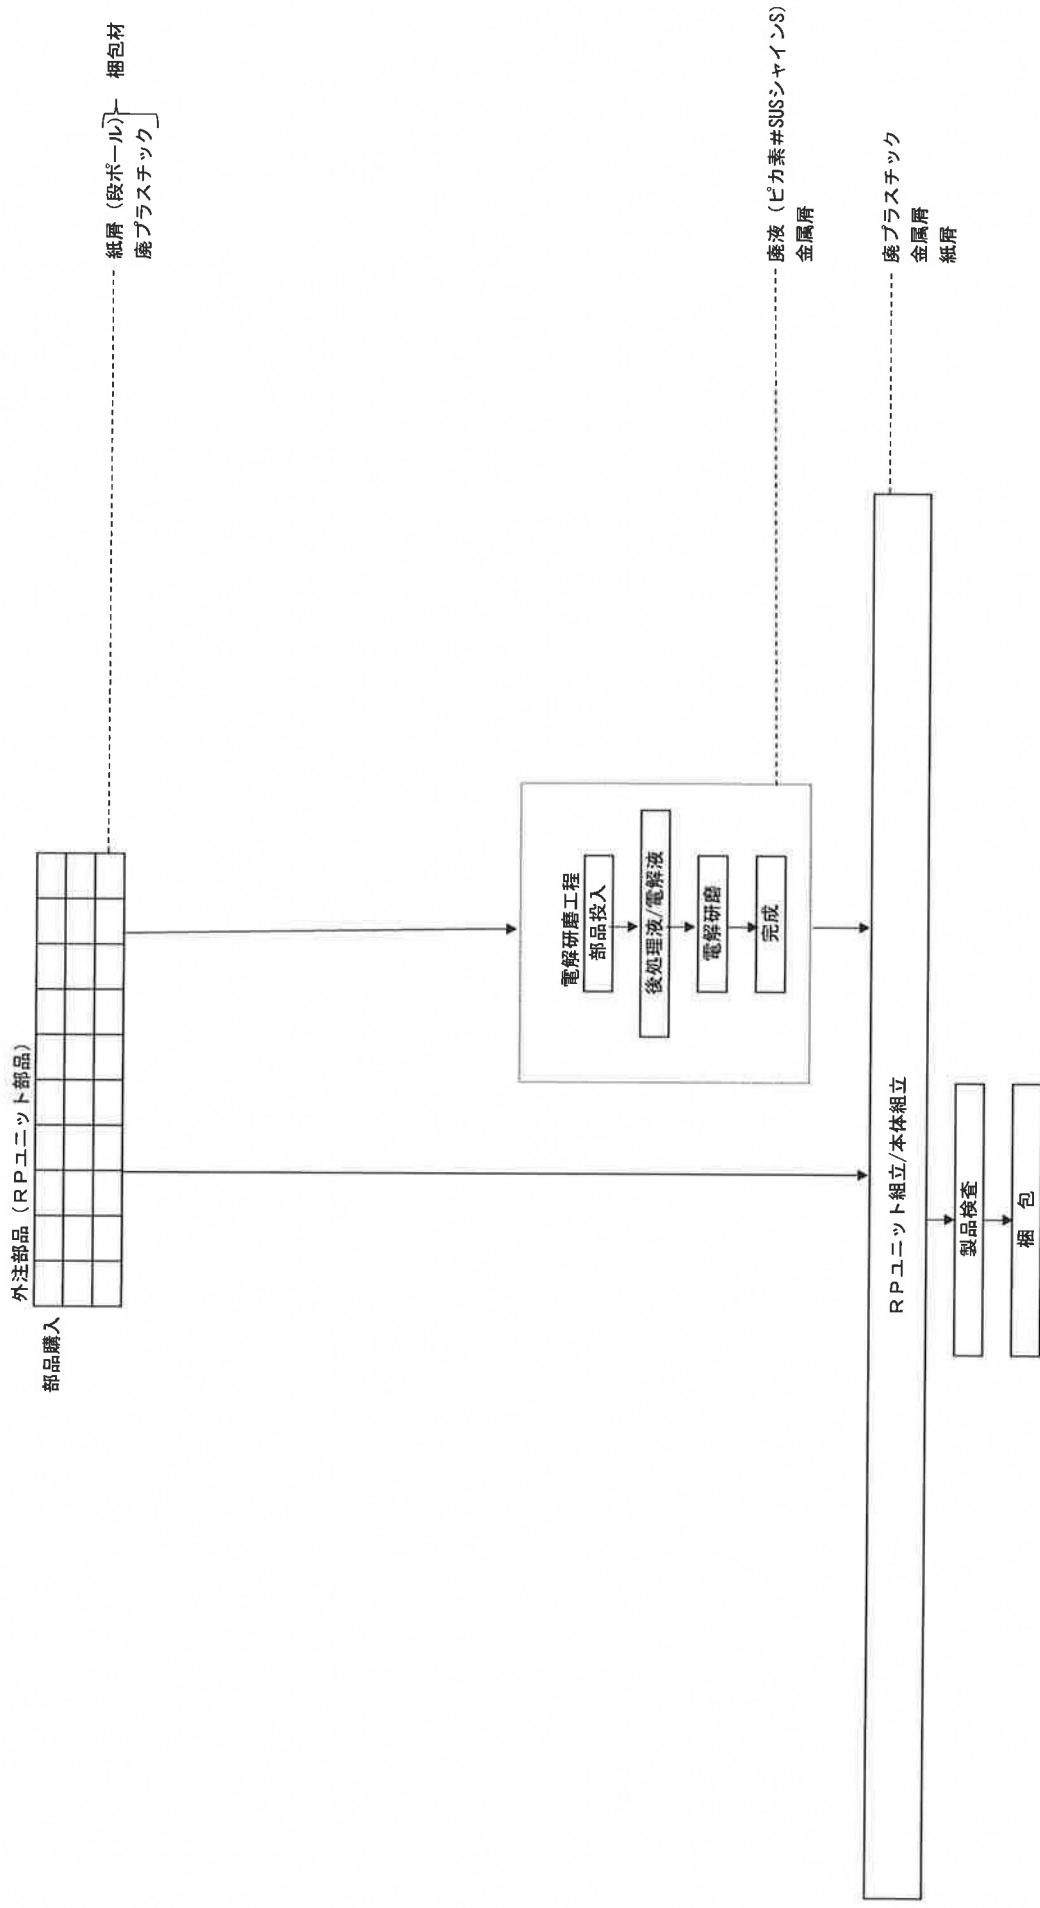 外注部品（ＲＰユニット部品）
部品購入
紙屑（段ボール）
廃プラスチック
梱包材
電解研磨工程
部品投入
後処理液/電解液
電解研磨
完成
廃液（ピカ素＃SUSシャインS）
金属屑
ＲＰユニット組立/本体組立
廃プラスチック
金属屑
紙屑
製品検査
梱　包